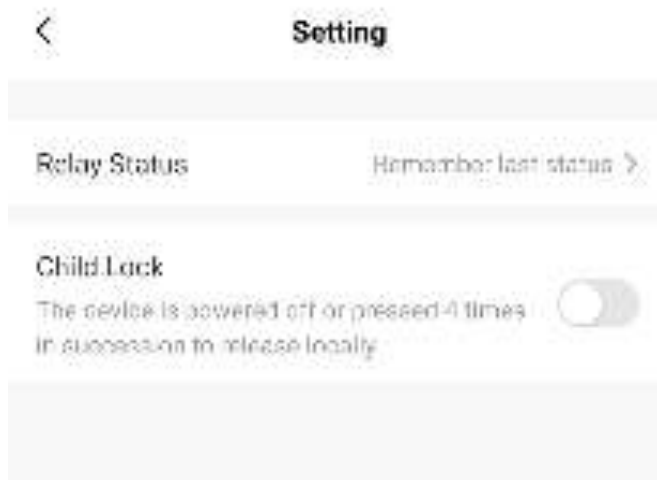 Setting
Relay Status
Remember last status
Child Lock
The device is powered off or pressed 4 times
in succession to release locally